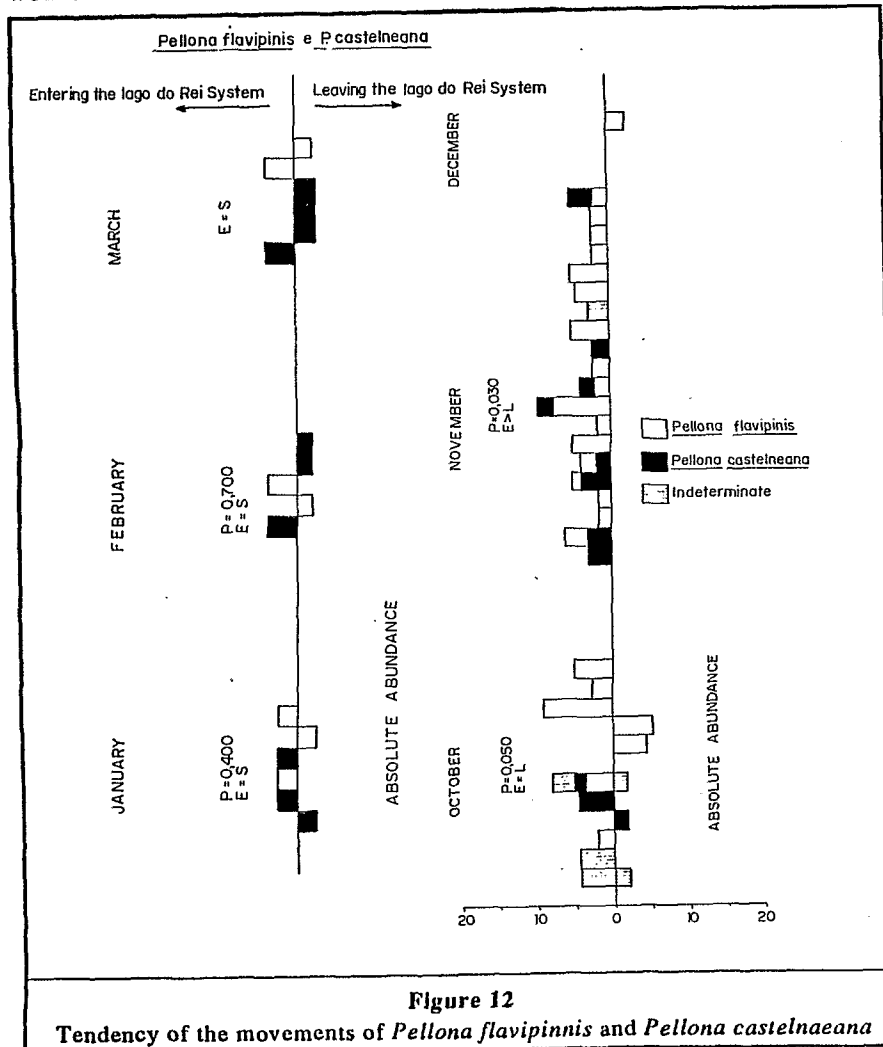 Pellona flavipinis e P. castelneana
Entering the lago do Rei System
Leaving the lago do Rei System
MARCH
E = S
FEBRUARY
P = 0,700
E = S
JANUARY
P = 0,400
E = S
ABSOLUTE ABUNDANCE
DECEMBER
NOVEMBER
P = 0,030
E > L
OCTOBER
P = 0,050
E = L
ABSOLUTE ABUNDANCE
Pellona flavipinis
Pellona castelneana
Indeterminate
20 10 0 10 20
Figure 12
Tendency of the movements of Pellona flavipinnis and Pellona castelnaeana